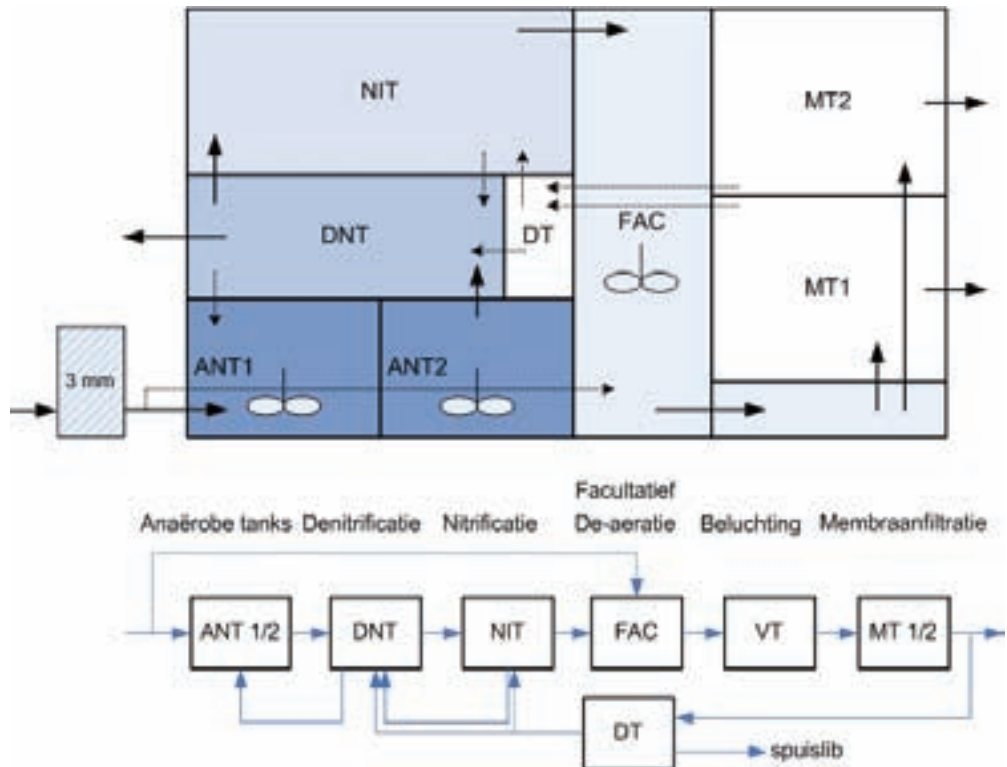 NIT
MT2
DNT
DT
FAC
MT1
ANT1
ANT2
3 mm
Facultatief
Anaërobe tanks Denitrificatie Nitrificatie De-aeratie Beluchting Membraanfiltratie
ANT 1/2
DNT
NIT
FAC
VT
MT 1/2
DT
spuislib